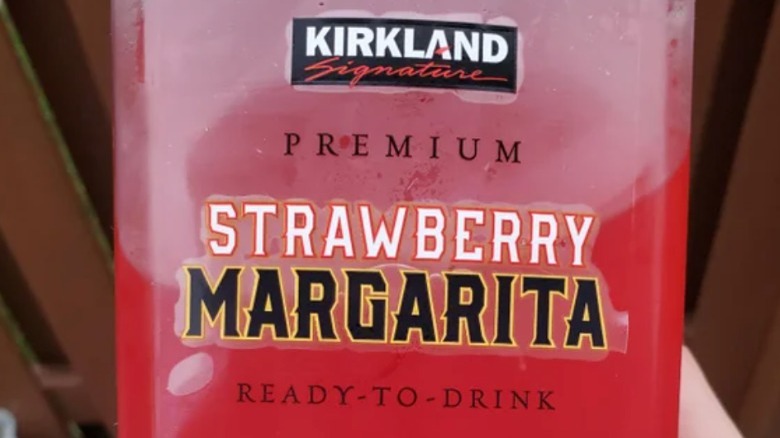 KIRKLAND
Signature
PREMIUM
STRAWBERRY
MARGARITA
READY-TO-DRINK